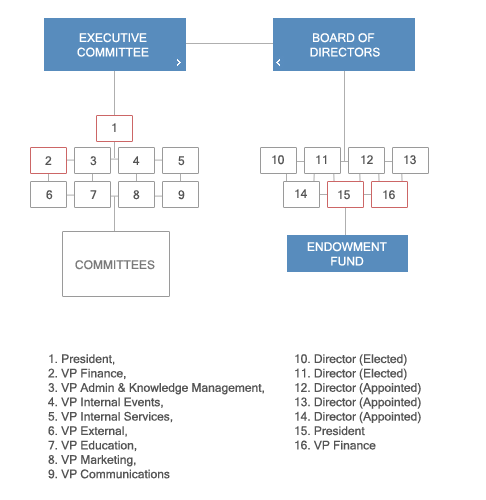 EXECUTIVE
COMMITTEE
BOARD OF
DIRECTORS
1
2 3 4 5
6 7 8 9
10 11 12 13
14 15 16
COMMITTEES
ENDOWMENT
FUND
1. President,
2. VP Finance,
3. VP Admin & Knowledge Management,
4. VP Internal Events,
5. VP Internal Services,
6. VP External,
7. VP Education,
8. VP Marketing,
9. VP Communications
10. Director (Elected)
11. Director (Elected)
12. Director (Appointed)
13. Director (Appointed)
14. Director (Appointed)
15. President
16. VP Finance